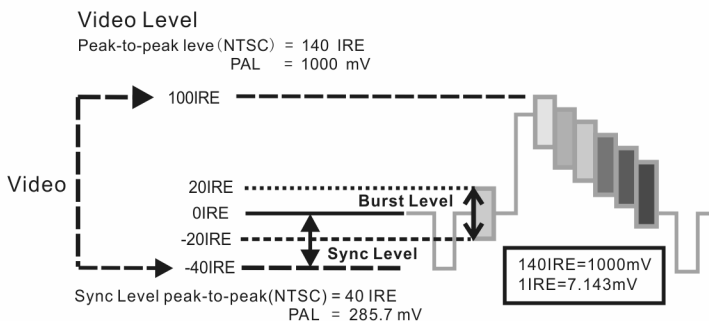 Video Level
Peak-to-peak leve(NTSC) = 140 IRE
PAL = 1000 mV
100IRE
Video
20IRE
Burst Level
0IRE
-20IRE
Sync Level
-40IRE
140IRE=1000mV
1IRE=7.143mV
Sync Level peak-to-peak(NTSC) = 40 IRE
PAL = 285.7 mV